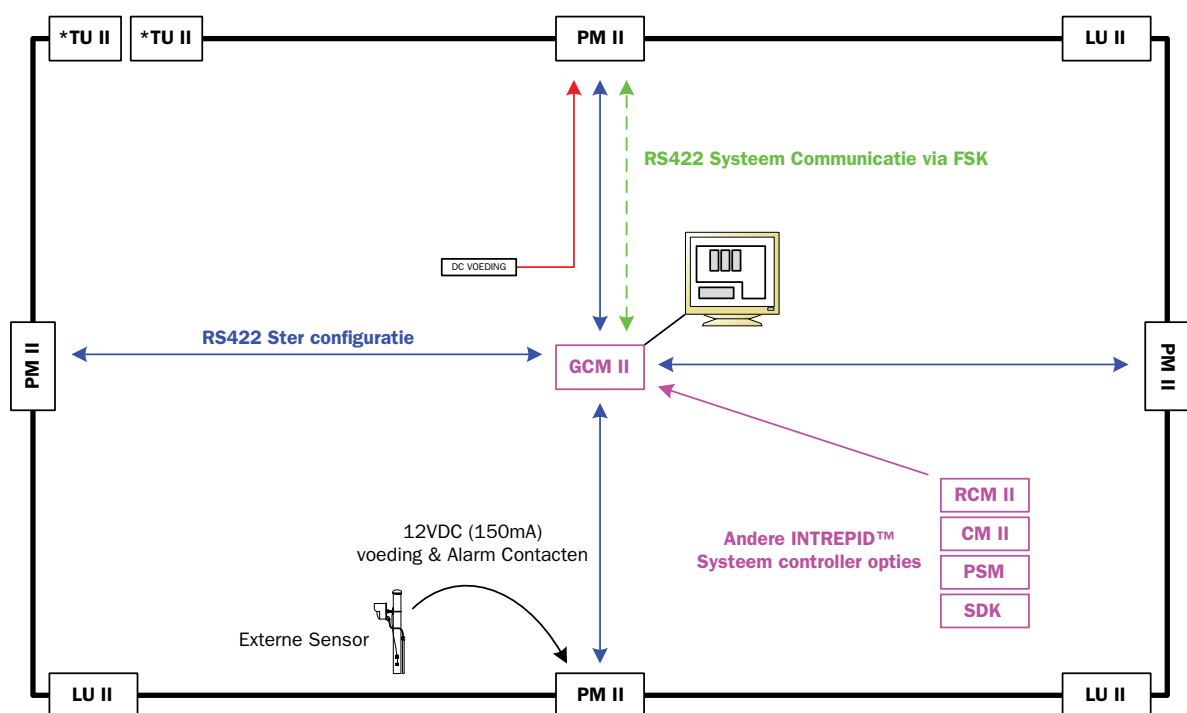 *TU II
*TU II
PM II
LU II
RS422 Systeem Communicatie via FSK
DC VOEDING
RS422 Ster configuratie
PM II
GCM II
PM II
RCM II
CM II
PSM
SDK
Andere INTREPID™
Systeem controller opties
12VDC (150mA)
voeding & Alarm Contacten
Externe Sensor
LU II
PM II
LU II